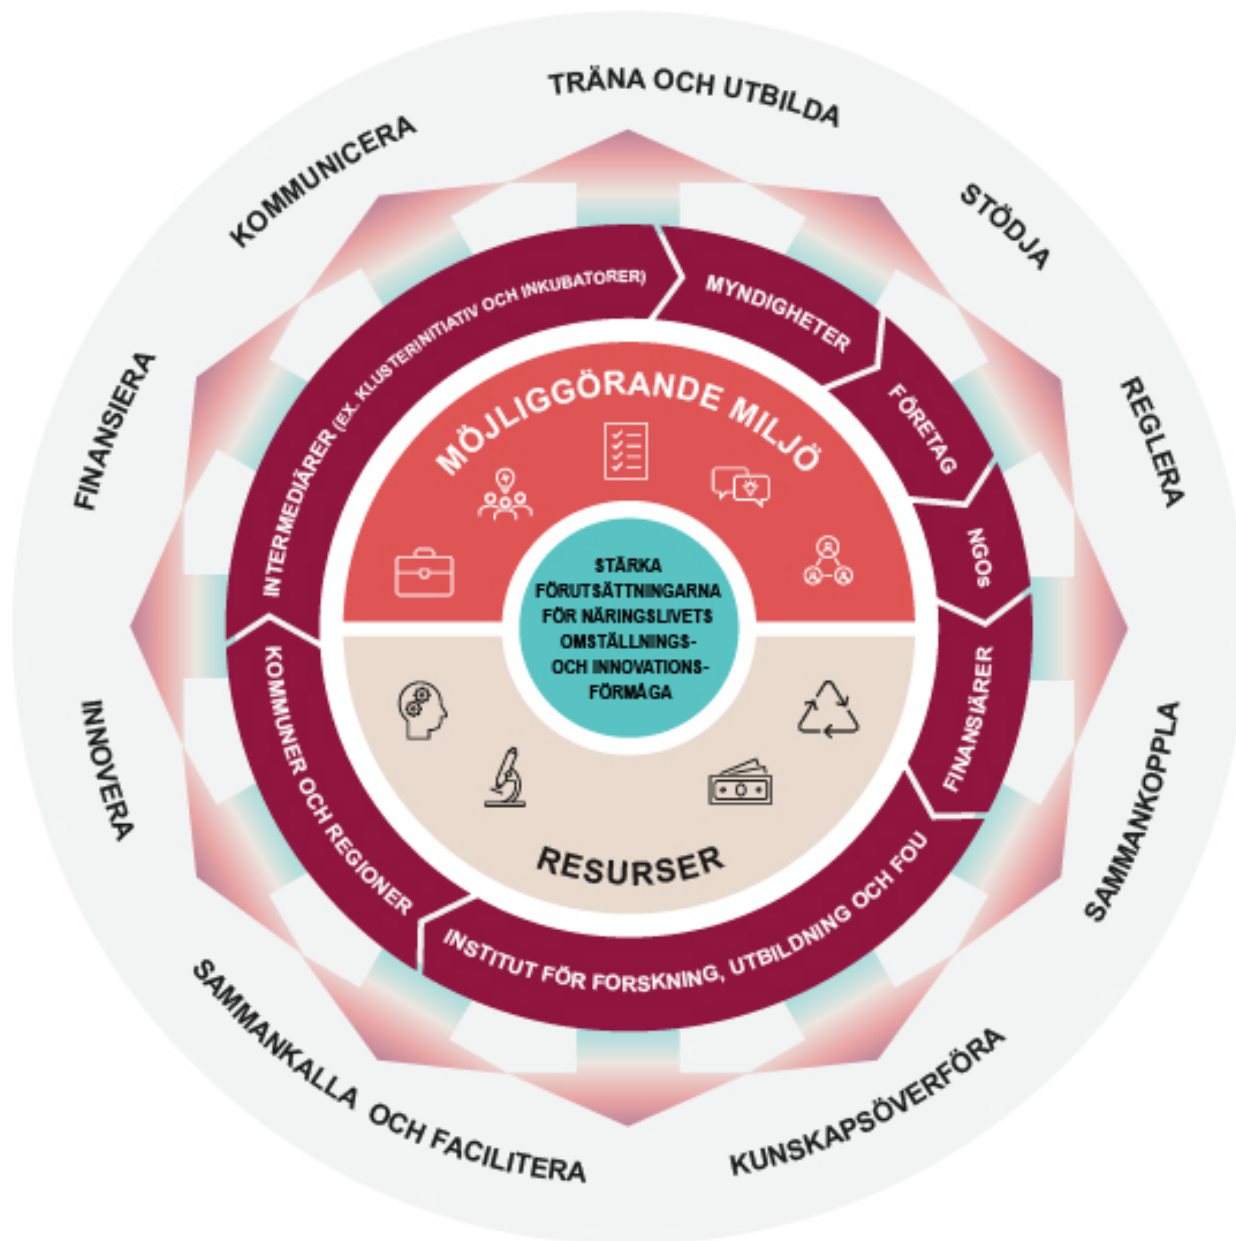 TRÄNA OCH UTBILDA
STÖDJA
REGLERA
SAMMANKOPPLA
KUNSKAPSÖVERFÖRA
SAMMANKALLA OCH FACILITERA
INNOVERA
FINANSIERA
KOMMUNICERA
INTERMEDIÄRER (EX. KLUSTERINITIATIV OCH INKUBATORER)
MYNDIGHETER
FÖRETAG
NGOs
FINANSIÄRER
INSTITUT FÖR FORSKNING, UTBILDNING OCH FOU
KOMMUNER OCH REGIONER
MÖJLIGGÖRANDE MILJÖ
STÄRKA
FÖRUTSÄTTNINGARNA
FÖR NÄRINGSLIVETS
OMSTÄLLNINGS-
OCH INNOVATIONS-
FÖRMÅGA
RESURSER